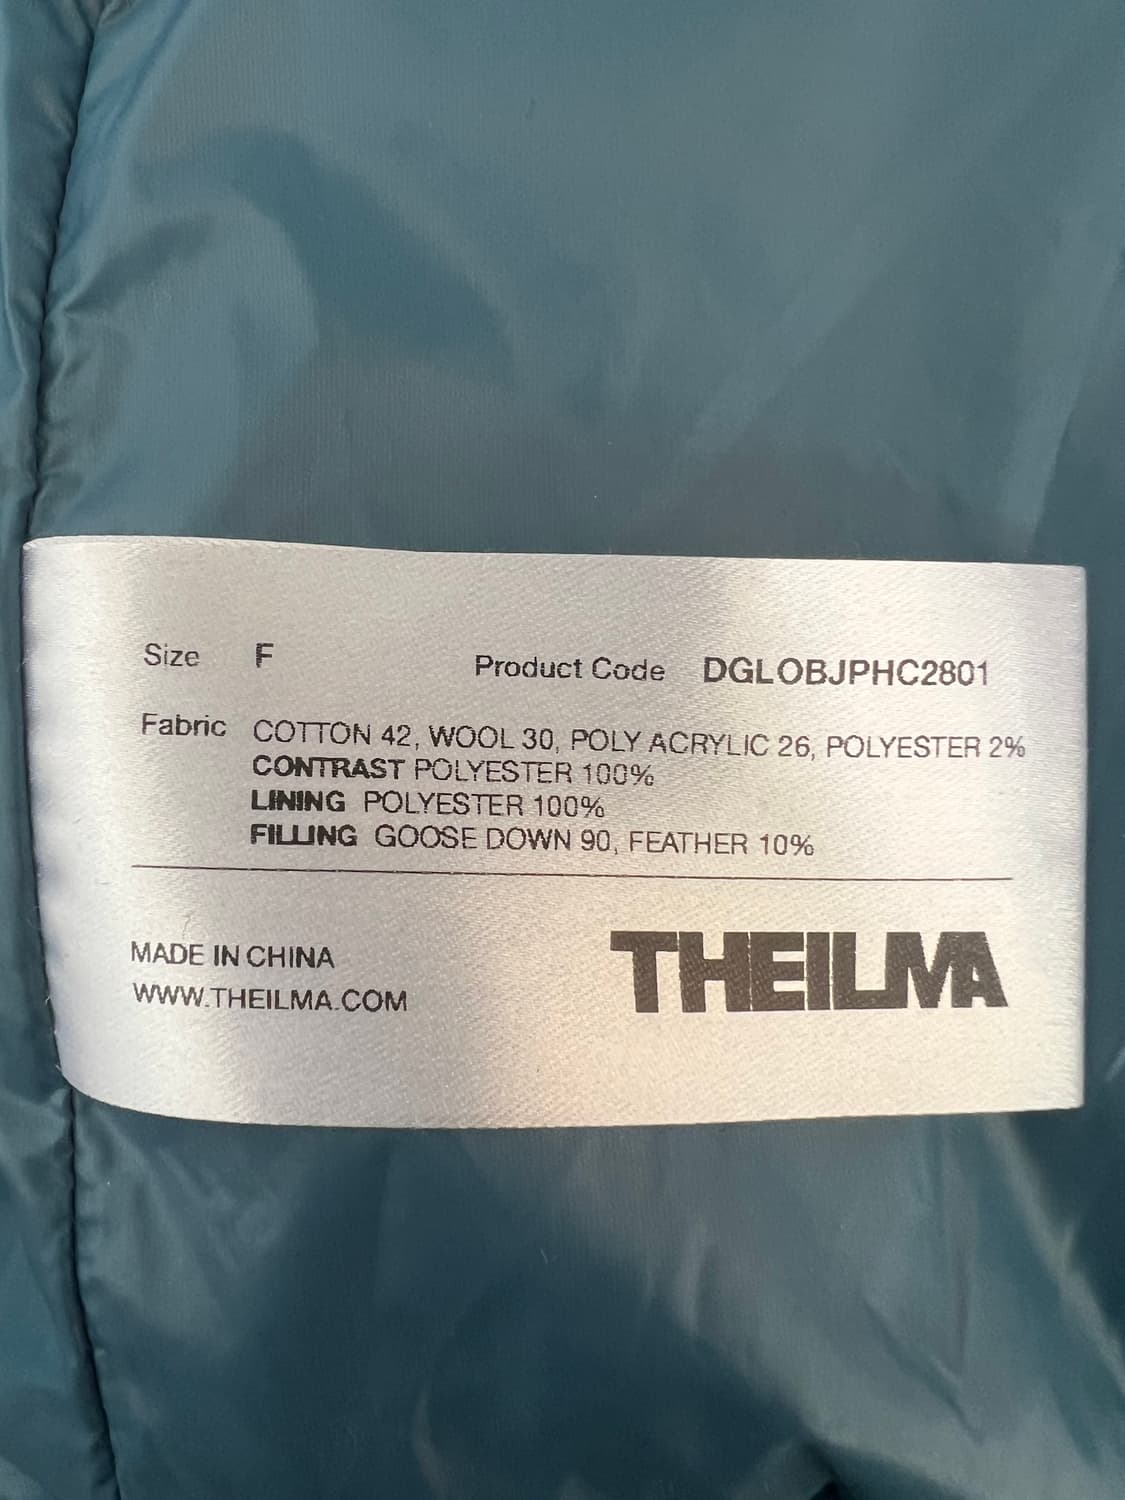 Size F Product Code DGLOBJPHC2801
Fabric COTTON 42, WOOL 30, POLY ACRYLIC 26, POLYESTER 2%
CONTRAST POLYESTER 100%
LINING POLYESTER 100%
FILLING GOOSE DOWN 90, FEATHER 10%
MADE IN CHINA
WWW.THEILMA.COM
THEILMA